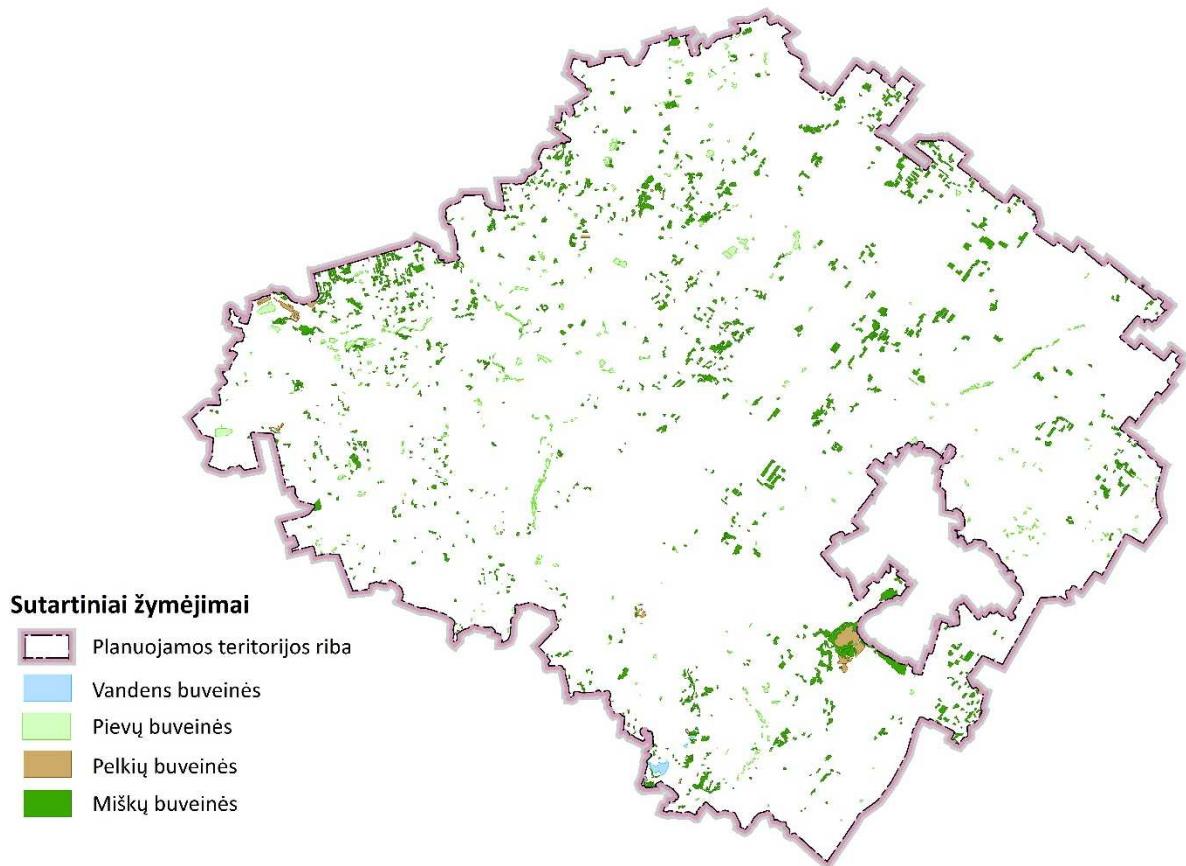 Sutartiniai žymėjimai
Planuojamos teritorijos riba
Vandens buveinės
Pievų buveinės
Pelkių buveinės
Miškų buveinės